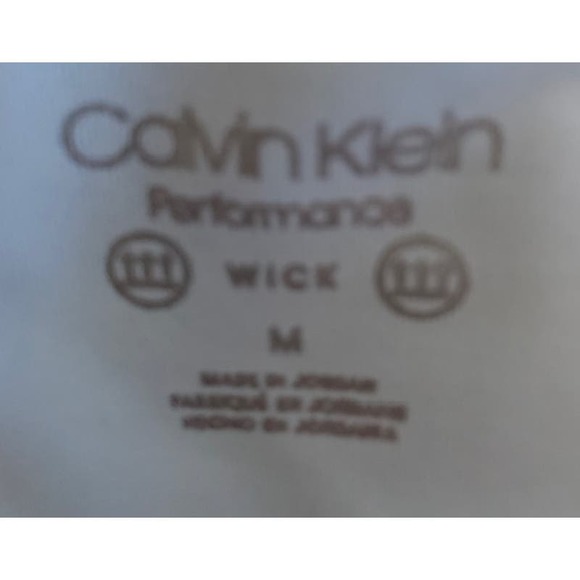 Calvin Klein
Performance
WICK
M
MADE IN JORDAN
FABRIQUÉ EN JORDANIE
HECHO EN JORDANIA